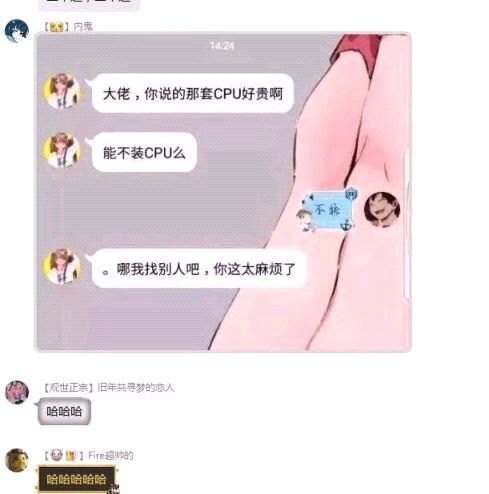 【】内鬼
14:24
大佬，你说的那套CPU好贵啊
能不装CPU么
不能
。哪我找别人吧，你这太麻烦了
【观世正宗】旧年共寻梦的恋人
哈哈哈
【】Fire超帅的
哈哈哈哈哈